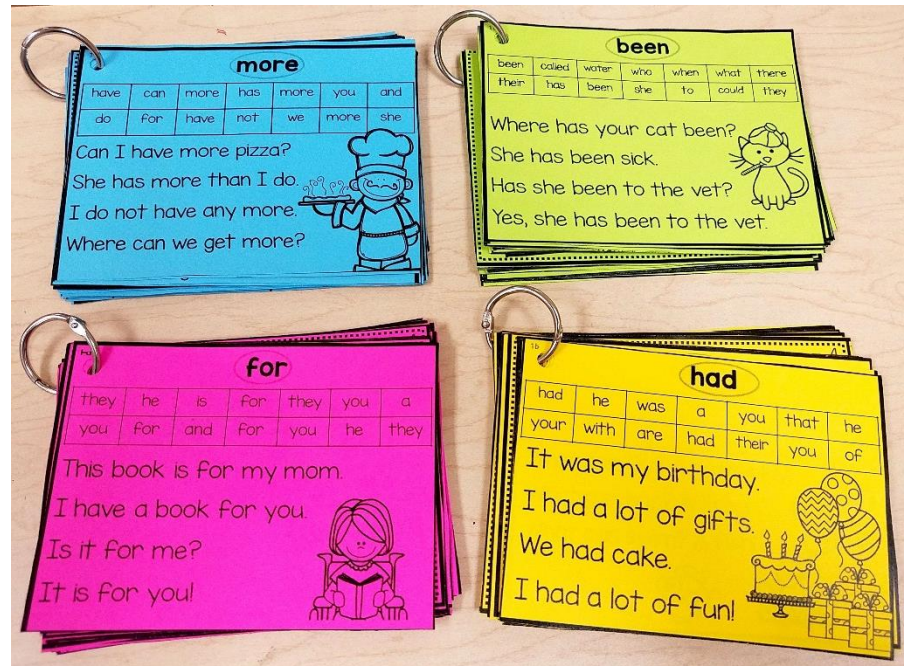 more
have can more has more you and
do for have not we more she
Can I have more pizza?
She has more than I do.
I do not have any more.
Where can we get more?
been
been called water who when what there
their has been she to could they
Where has your cat been?
She has been sick.
Has she been to the vet?
Yes, she has been to the vet.
for
they he is for they you a
you for and for you he they
This book is for my mom.
I have a book for you.
Is it for me?
It is for you!
1b
had
had he was a you that he
your with are had their you of
It was my birthday.
I had a lot of gifts.
We had cake.
I had a lot of fun!